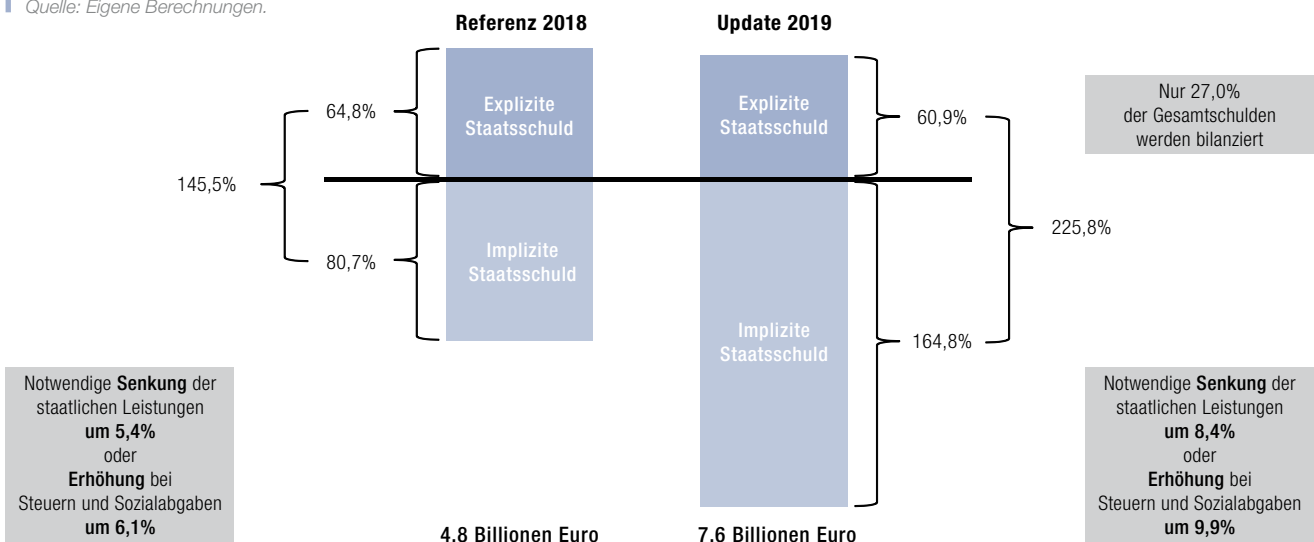 Quelle: Eigene Berechnungen.
Referenz 2018
Update 2019
64,8%
Explizite
Staatsschuld
145,5%
80,7%
Implizite
Staatsschuld
Explizite
Staatsschuld
60,9%
225,8%
Implizite
Staatsschuld
164,8%
Nur 27,0%
der Gesamtschulden
werden bilanziert
Notwendige Senkung der
staatlichen Leistungen
um 5,4%
oder
Erhöhung bei
Steuern und Sozialabgaben
um 6,1%
4,8 Billionen Euro
7,6 Billionen Euro
Notwendige Senkung der
staatlichen Leistungen
um 8,4%
oder
Erhöhung bei
Steuern und Sozialabgaben
um 9,9%